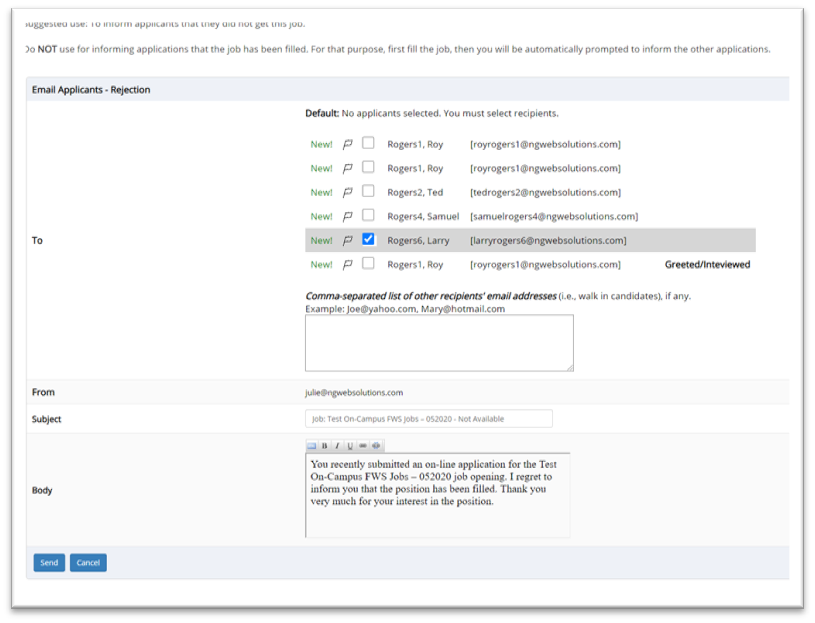 Suggested use: To inform applicants that they did not get this job.
Do NOT use for informing applications that the job has been filled. For that purpose, first fill the job, then you will be automatically prompted to inform the other applications.
Email Applicants - Rejection
Default: No applicants selected. You must select recipients.
New! Rogers1, Roy [royrogers1@ngwebsolutions.com]
New! Rogers1, Roy [royrogers1@ngwebsolutions.com]
New! Rogers2, Ted [tedrogers2@ngwebsolutions.com]
New! Rogers4, Samuel [samuelrogers4@ngwebsolutions.com]
To New! Rogers6, Larry [larryrogers6@ngwebsolutions.com]
New! Rogers1, Roy [royrogers1@ngwebsolutions.com] Greeted/Inteviewed
Comma-separated list of other recipients' email addresses (i.e., walk in candidates), if any.
Example: Joe@yahoo.com, Mary@hotmail.com
From julie@ngwebsolutions.com
Subject Job: Test On-Campus FWS Jobs – 052020 - Not Available
B I U
You recently submitted an on-line application for the Test
On-Campus FWS Jobs – 052020 job opening. I regret to
inform you that the position has been filled. Thank you
Body
very much for your interest in the position.
Send Cancel